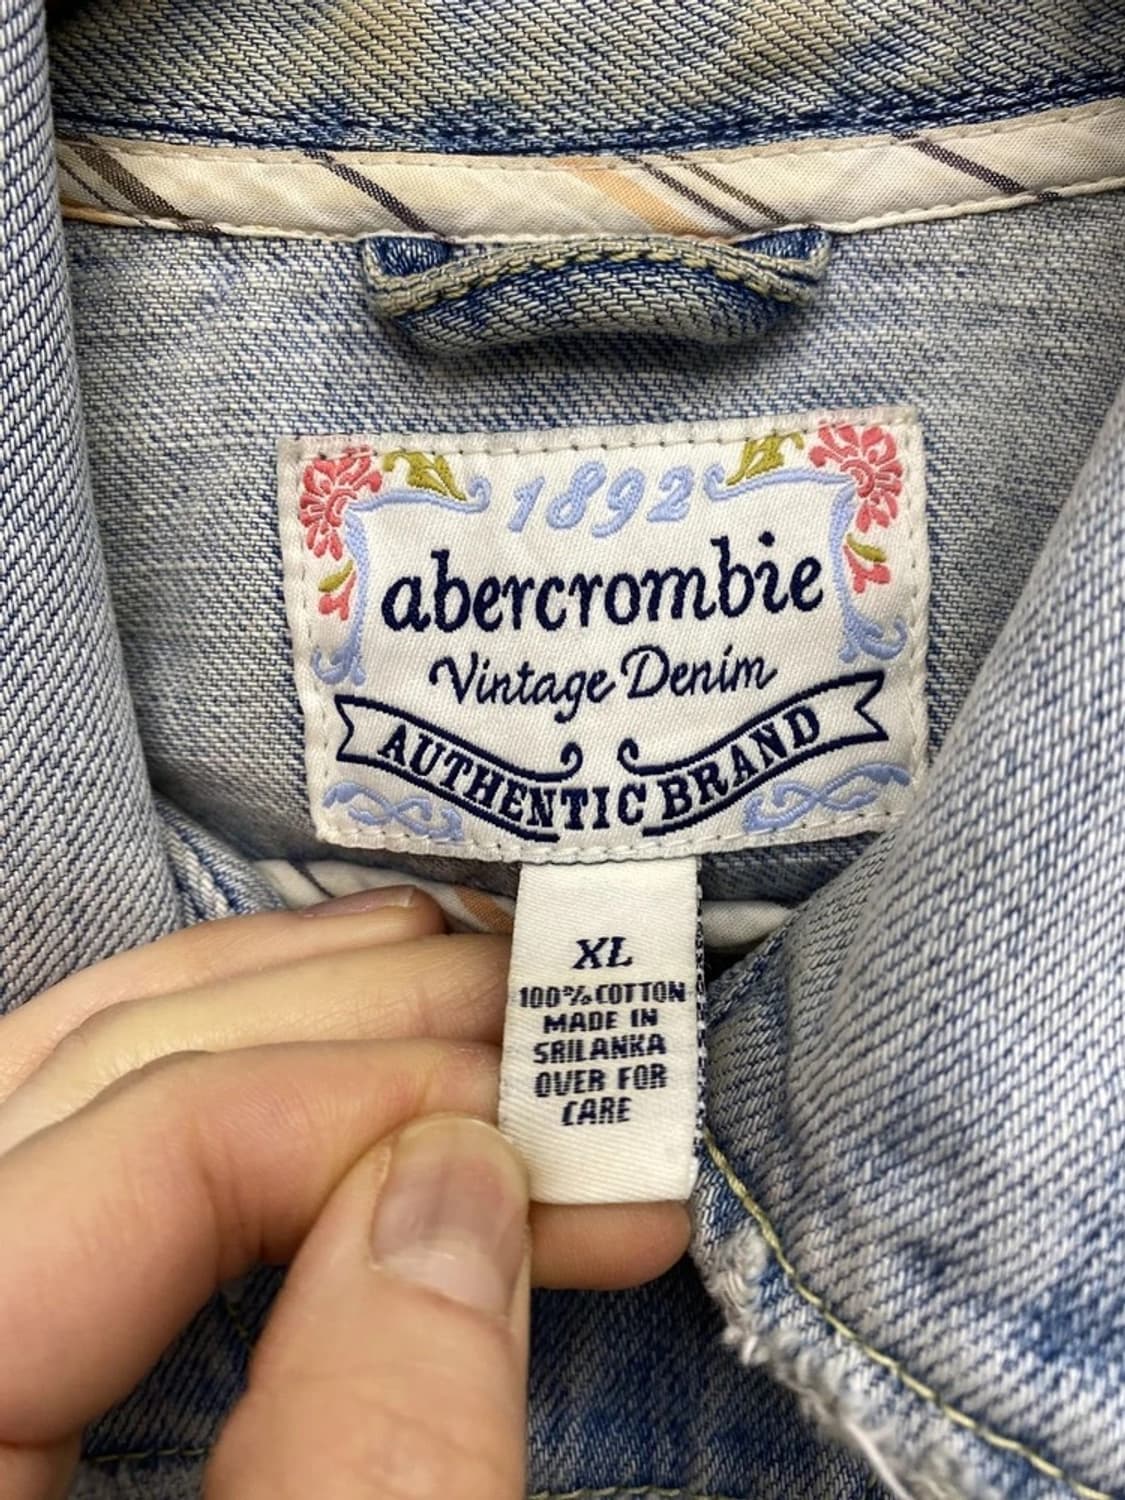 1892
abercrombie
Vintage Denim
AUTHENTIC BRAND
XL
100% COTTON
MADE IN
SRILANKA
OVER FOR
CARE